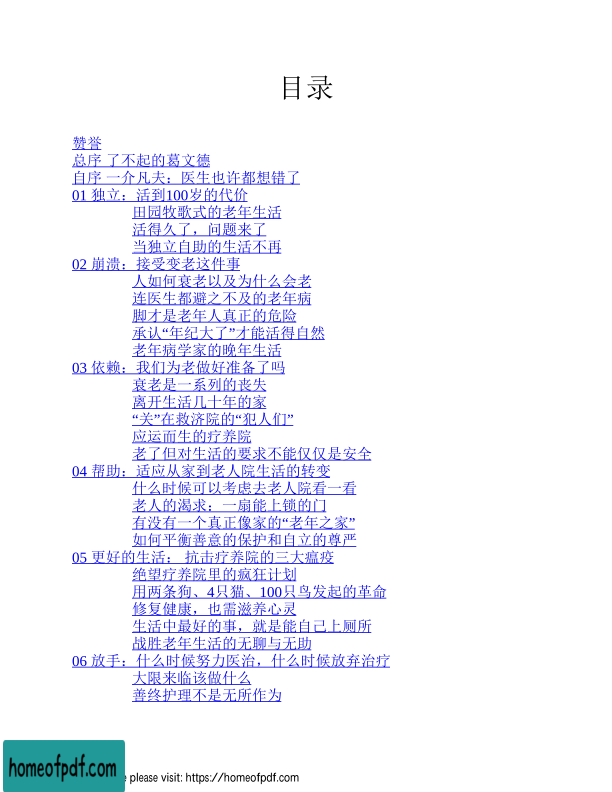 目录
赞誉
总序 了不起的葛文德
自序 一介凡夫：医生也许都想错了
01 独立：活到100岁的代价
田园牧歌式的老年生活
活得久了，问题来了
当独立自助的生活不再
02 崩溃：接受变老这件事
人如何衰老以及为什么会老
连医生都避之不及的老年病
脚才是老年人真正的危险
承认“年纪大了”才能活得自然
老年病学家的晚年生活
03 依赖：我们为老做好准备了吗
衰老是一系列的丧失
离开生活几十年的家
“关”在救济院的“犯人们”
应运而生的疗养院
老了但对生活的要求不能仅仅是安全
04 帮助：适应从家到老人院生活的转变
什么时候可以考虑去老人院看一看
老人的渴求：一扇能上锁的门
有没有一个真正像家的“老年之家”
如何平衡善意的保护和自立的尊严
05 更好的生活： 抗击疗养院的三大瘟疫
绝望疗养院里的疯狂计划
用两条狗、4只猫、100只鸟发起的革命
修复健康，也需滋养心灵
生活中最好的事，就是能自己上厕所
战胜老年生活的无聊与无助
06 放手：什么时候努力医治，什么时候放弃治疗
大限来临该做什么
善终护理不是无所作为
homeofpdf.com
e please visit: https://homeofpdf.com